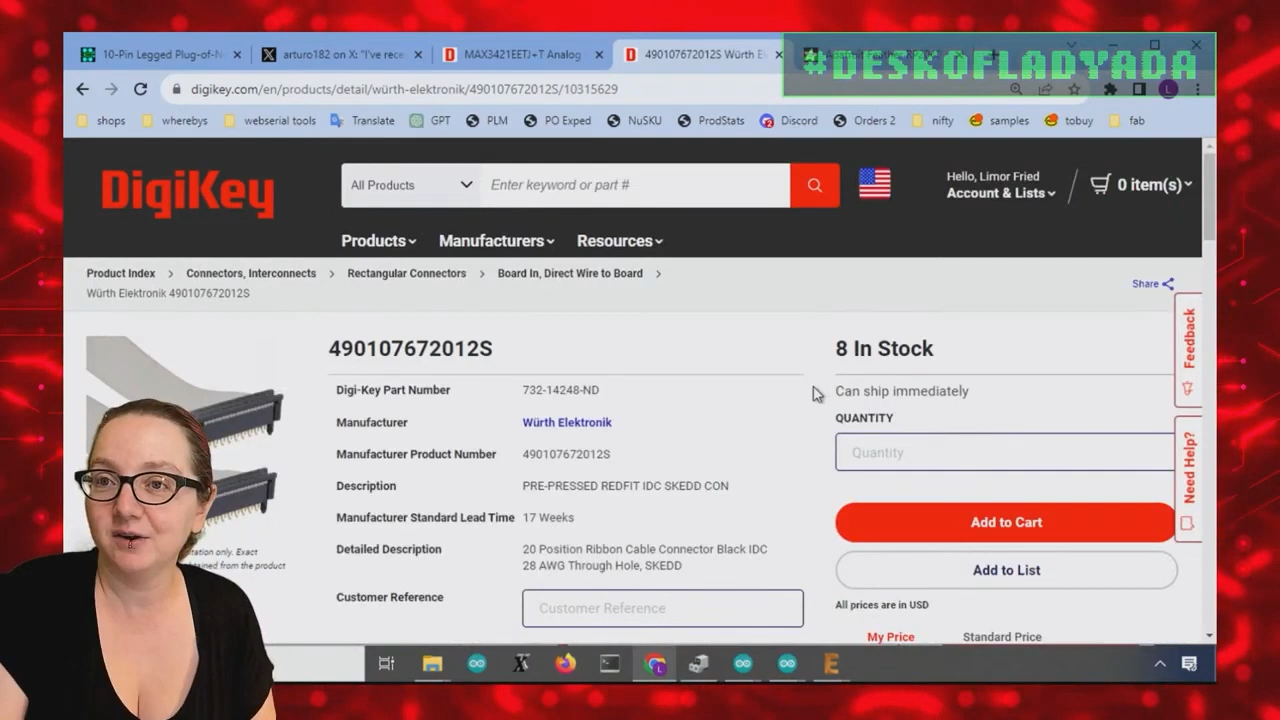 10-Pin Legged Plug-of-N
arturo182 on X: "I've rece
MAX3421EETJ+T Analog
490107672012S Würth El
#DESKOFLADYADA
digikey.com/en/products/detail/würth-elektronik/490107672012S/10315629
shops
wherebys
webserial tools
Translate
GPT
PLM
PO Exped
NuSKU
ProdStats
Discord
Orders 2
nifty
samples
tobuy
fab
DigiKey
All Products
Enter keyword or part #
Hello, Limor Fried
Account & Lists
0 item(s)
Products
Manufacturers
Resources
Product Index > Connectors, Interconnects > Rectangular Connectors > Board In, Direct Wire to Board >
Würth Elektronik 490107672012S
Share
Feedback
Need Help?
490107672012S
8 In Stock
Digi-Key Part Number 732-14248-ND
Can ship immediately
QUANTITY
Manufacturer Würth Elektronik
Manufacturer Product Number 490107672012S
Quantity
Description PRE-PRESSED REDFIT IDC SKEDD CON
Manufacturer Standard Lead Time 17 Weeks
Add to Cart
Detailed Description 20 Position Ribbon Cable Connector Black IDC
28 AWG Through Hole, SKEDD
Add to List
tation only. Exact
btained from the product
Customer Reference
Customer Reference
All prices are in USD
My Price
Standard Price